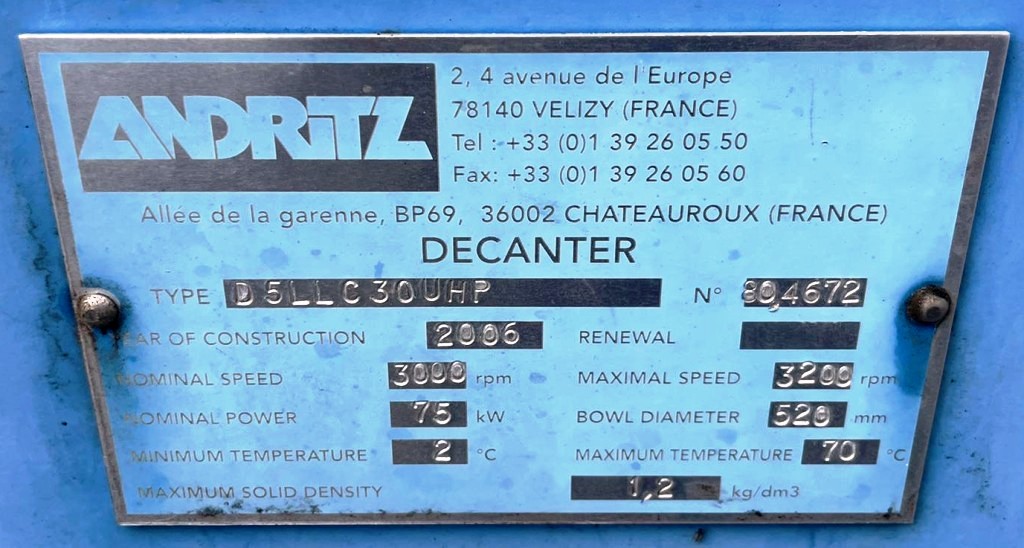 ANDRITZ
2, 4 avenue de l'Europe
78140 VELIZY (FRANCE)
Tel : +33 (0)1 39 26 05 50
Fax: +33 (0)1 39 26 05 60
Allée de la garenne, BP69, 36002 CHATEAUROUX (FRANCE)
DECANTER
TYPE D5LLC30UHP N° 80,4672
YEAR OF CONSTRUCTION 2006 RENEWAL
NOMINAL SPEED 3000 rpm MAXIMAL SPEED 3200 rpm
NOMINAL POWER 75 kW BOWL DIAMETER 520 mm
MINIMUM TEMPERATURE 2 °C MAXIMUM TEMPERATURE 70 °C
MAXIMUM SOLID DENSITY 1,2 kg/dm3